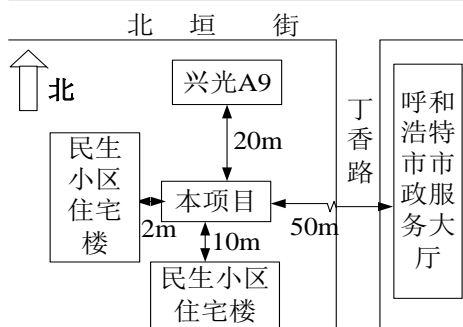 北垣街
北
兴光A9
20m
丁香路
呼和
浩特
市市
政服
务大
厅
民生
小区
住宅
楼
2m
本项目
10m
50m
民生小区
住宅楼